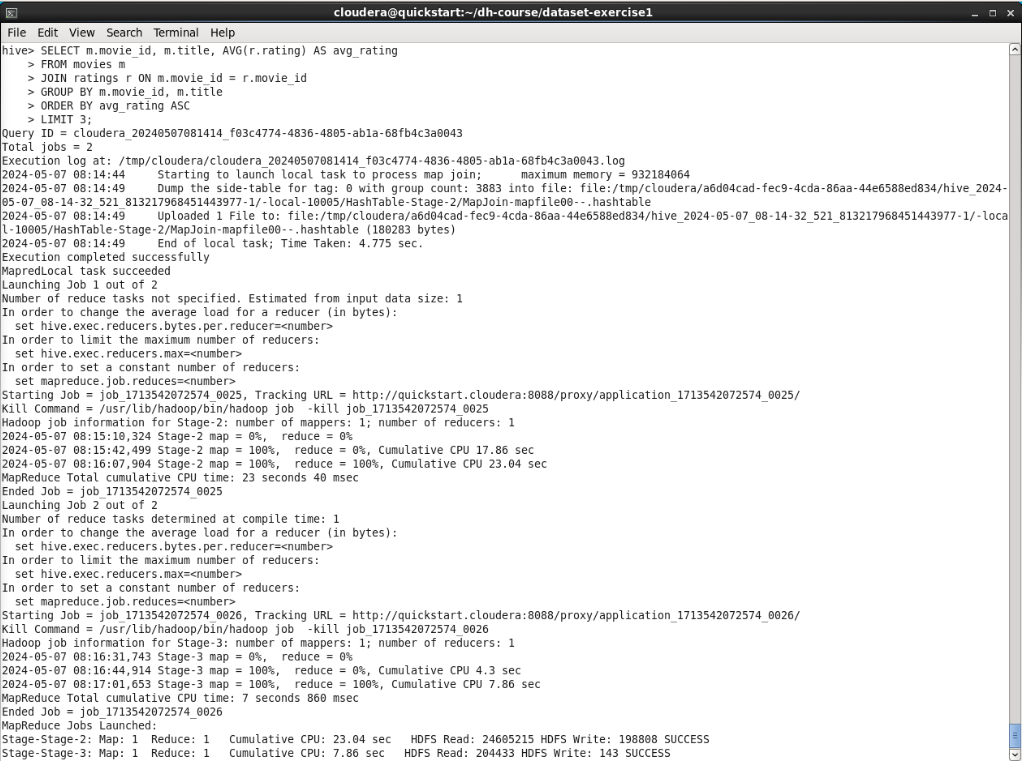 cloudera@quickstart:~/dh-course/dataset-exercise1
File Edit View Search Terminal Help
hive> SELECT m.movie_id, m.title, AVG(r.rating) AS avg_rating
    > FROM movies m
    > JOIN ratings r ON m.movie_id = r.movie_id
    > GROUP BY m.movie_id, m.title
    > ORDER BY avg_rating ASC
    > LIMIT 3;
Query ID = cloudera_20240507081414_f03c4774-4836-4805-ab1a-68fb4c3a0043
Total jobs = 2
Execution log at: /tmp/cloudera/cloudera_20240507081414_f03c4774-4836-4805-ab1a-68fb4c3a0043.log
2024-05-07 08:14:44     Starting to launch local task to process map join;      maximum memory = 932184064
2024-05-07 08:14:49     Dump the side-table for tag: 0 with group count: 3883 into file: file:/tmp/cloudera/a6d04cad-fec9-4cda-86aa-44e6588ed834/hive_2024-
05-07_08-14-32_521_813217968451443977-1/-local-10005/HashTable-Stage-2/MapJoin-mapfile00--.hashtable
2024-05-07 08:14:49     Uploaded 1 File to: file:/tmp/cloudera/a6d04cad-fec9-4cda-86aa-44e6588ed834/hive_2024-05-07_08-14-32_521_813217968451443977-1/-loca
l-10005/HashTable-Stage-2/MapJoin-mapfile00--.hashtable (180283 bytes)
2024-05-07 08:14:49     End of local task; Time Taken: 4.775 sec.
Execution completed successfully
MapredLocal task succeeded
Launching Job 1 out of 2
Number of reduce tasks not specified. Estimated from input data size: 1
In order to change the average load for a reducer (in bytes):
  set hive.exec.reducers.bytes.per.reducer=<number>
In order to limit the maximum number of reducers:
  set hive.exec.reducers.max=<number>
In order to set a constant number of reducers:
  set mapreduce.job.reduces=<number>
Starting Job = job_1713542072574_0025, Tracking URL = http://quickstart.cloudera:8088/proxy/application_1713542072574_0025/
Kill Command = /usr/lib/hadoop/bin/hadoop job  -kill job_1713542072574_0025
Hadoop job information for Stage-2: number of mappers: 1; number of reducers: 1
2024-05-07 08:15:10,324 Stage-2 map = 0%,  reduce = 0%
2024-05-07 08:15:42,499 Stage-2 map = 100%,  reduce = 0%, Cumulative CPU 17.86 sec
2024-05-07 08:16:07,904 Stage-2 map = 100%,  reduce = 100%, Cumulative CPU 23.04 sec
MapReduce Total cumulative CPU time: 23 seconds 40 msec
Ended Job = job_1713542072574_0025
Launching Job 2 out of 2
Number of reduce tasks determined at compile time: 1
In order to change the average load for a reducer (in bytes):
  set hive.exec.reducers.bytes.per.reducer=<number>
In order to limit the maximum number of reducers:
  set hive.exec.reducers.max=<number>
In order to set a constant number of reducers:
  set mapreduce.job.reduces=<number>
Starting Job = job_1713542072574_0026, Tracking URL = http://quickstart.cloudera:8088/proxy/application_1713542072574_0026/
Kill Command = /usr/lib/hadoop/bin/hadoop job  -kill job_1713542072574_0026
Hadoop job information for Stage-3: number of mappers: 1; number of reducers: 1
2024-05-07 08:16:31,743 Stage-3 map = 0%,  reduce = 0%
2024-05-07 08:16:44,914 Stage-3 map = 100%,  reduce = 0%, Cumulative CPU 4.3 sec
2024-05-07 08:17:01,653 Stage-3 map = 100%,  reduce = 100%, Cumulative CPU 7.86 sec
MapReduce Total cumulative CPU time: 7 seconds 860 msec
Ended Job = job_1713542072574_0026
MapReduce Jobs Launched:
Stage-Stage-2: Map: 1  Reduce: 1   Cumulative CPU: 23.04 sec   HDFS Read: 24605215 HDFS Write: 198808 SUCCESS
Stage-Stage-3: Map: 1  Reduce: 1   Cumulative CPU: 7.86 sec   HDFS Read: 204433 HDFS Write: 143 SUCCESS